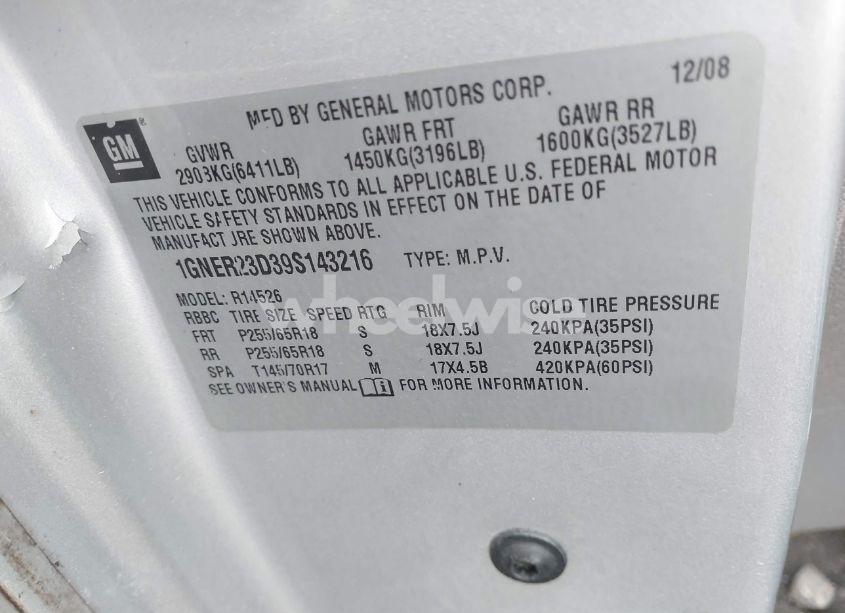 12/08
MFD BY GENERAL MOTORS CORP.
GM
GVWR GAWR FRT GAWR RR
2903KG(6411LB) 1450KG(3196LB) 1600KG(3527LB)
THIS VEHICLE CONFORMS TO ALL APPLICABLE U.S. FEDERAL MOTOR
VEHICLE SAFETY STANDARDS IN EFFECT ON THE DATE OF
MANUFACTURE SHOWN ABOVE.
1GNER23D39S143216 TYPE: M.P.V.
MODEL: R14526
RBBC TIRE SIZE SPEED RTG RIM COLD TIRE PRESSURE
FRT P255/65R18 S 18X7.5J 240KPA(35PSI)
RR P255/65R18 S 18X7.5J 240KPA(35PSI)
SPA T145/70R17 M 17X4.5B 420KPA(60PSI)
SEE OWNER'S MANUAL FOR MORE INFORMATION.
wheelwise